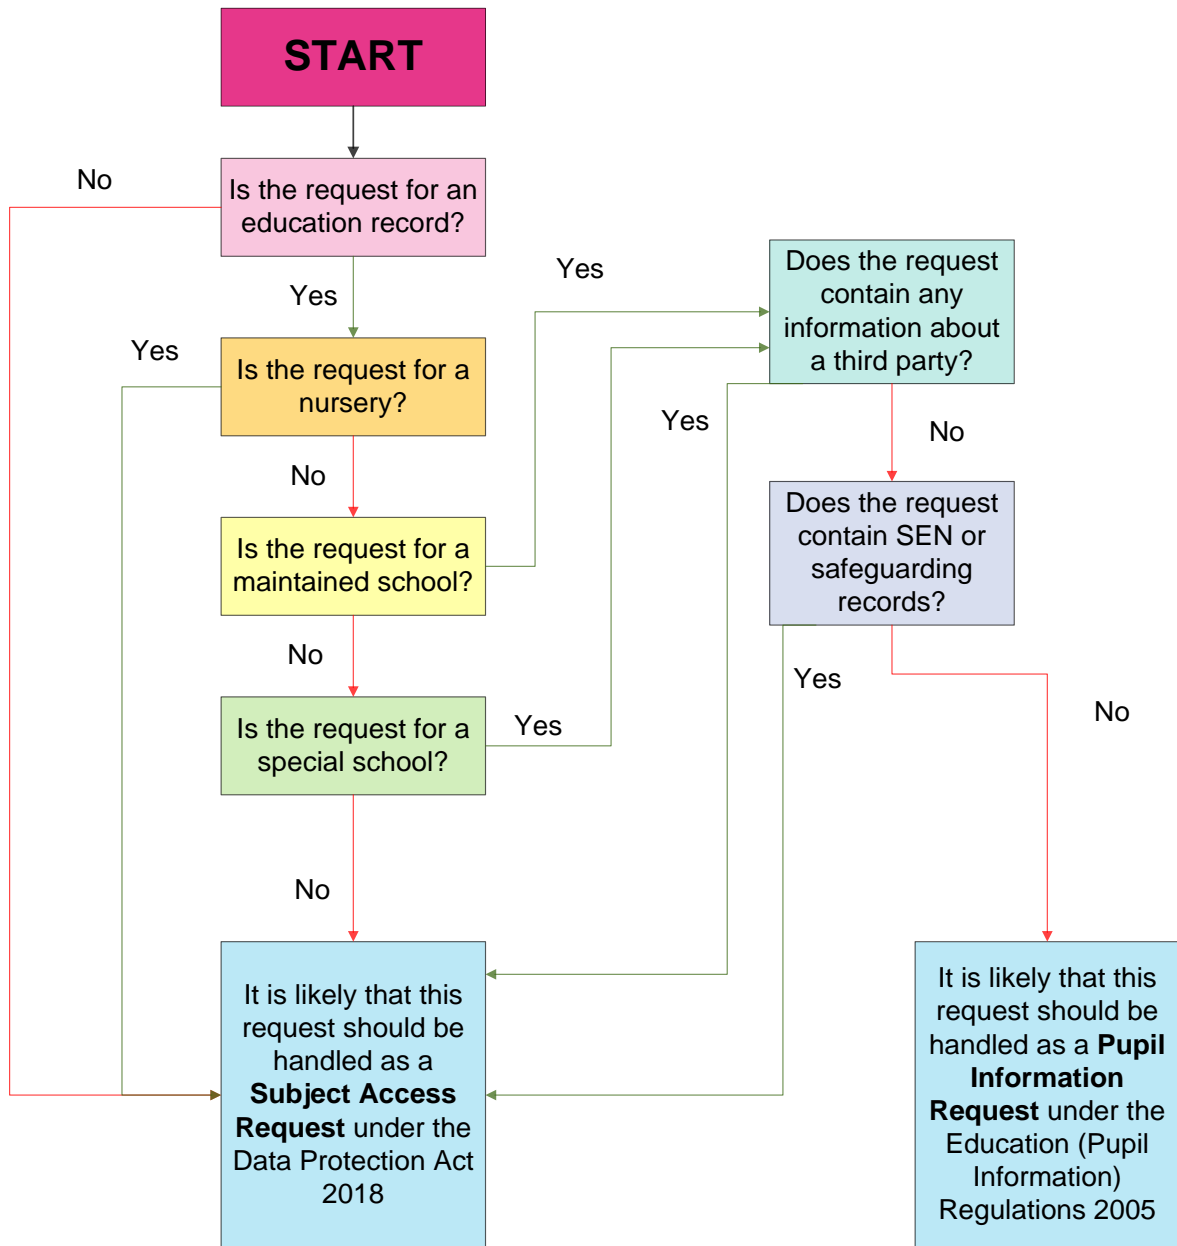 START
No
Is the request for an
education record?
Yes
Yes
Is the request for a
nursery?
No
Is the request for a
maintained school?
No
Is the request for a
special school?
Yes
No
It is likely that this
request should be
handled as a
Subject Access
Request under the
Data Protection Act
2018
Yes
Does the request
contain any
information about
a third party?
Yes
No
Does the request
contain SEN or
safeguarding
records?
Yes
No
It is likely that this
request should be
handled as a Pupil
Information
Request under the
Education (Pupil
Information)
Regulations 2005